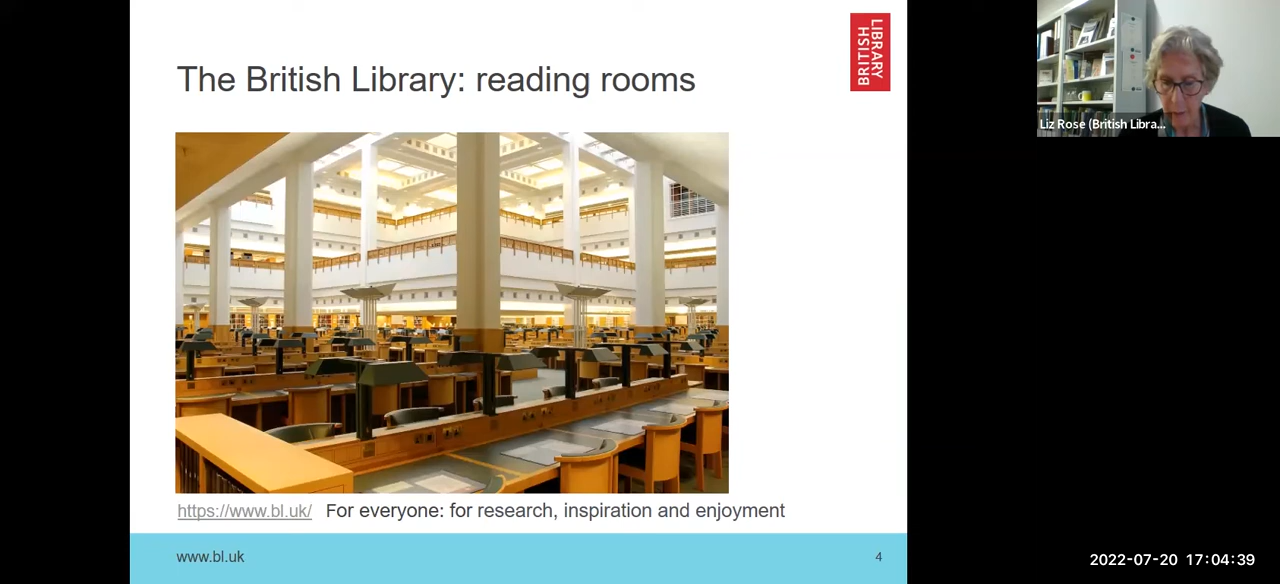 The British Library: reading rooms
BRITISH
LIBRARY
Liz Rose (British Libra...
https://www.bl.uk/ For everyone: for research, inspiration and enjoyment
www.bl.uk
4
2022-07-20 17:04:39